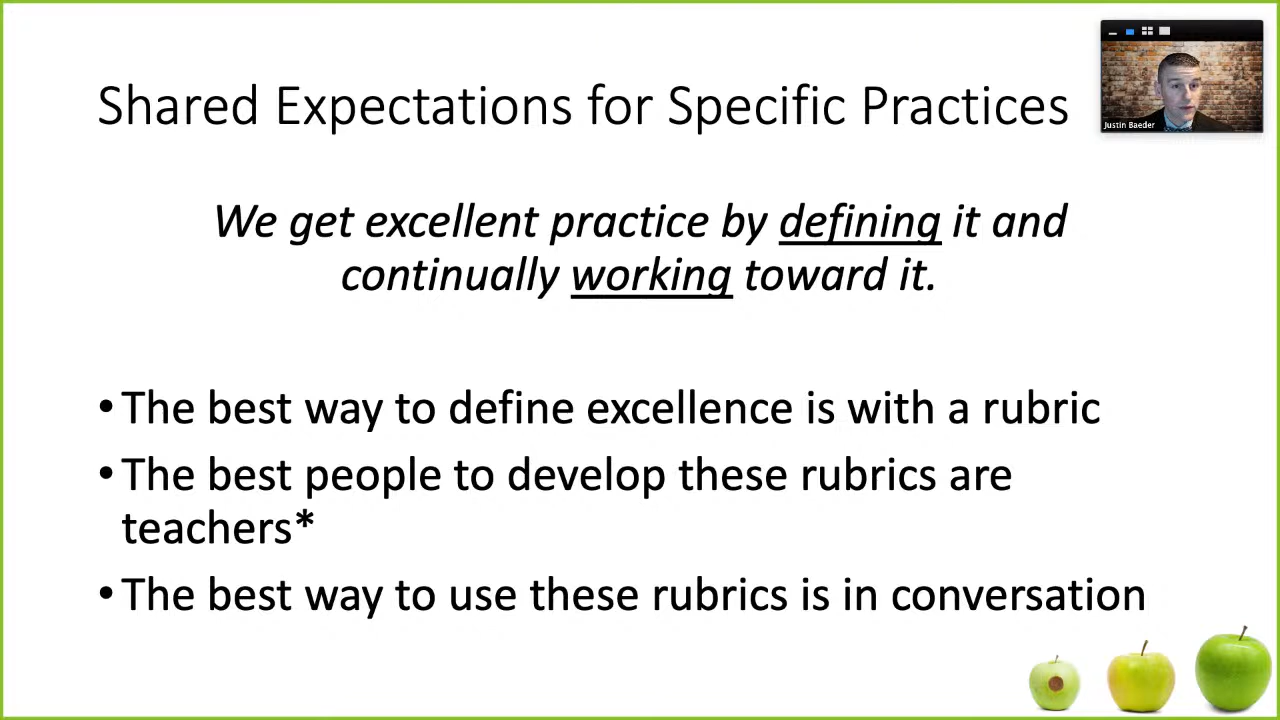 Shared Expectations for Specific Practices
Justin Baeder
We get excellent practice by defining it and
continually working toward it.
•The best way to define excellence is with a rubric
•The best people to develop these rubrics are
teachers*
•The best way to use these rubrics is in conversation